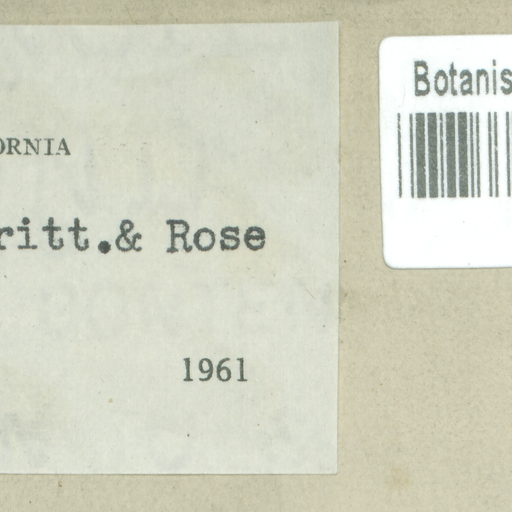 ORNIA
ritt.& Rose
1961
Botanis